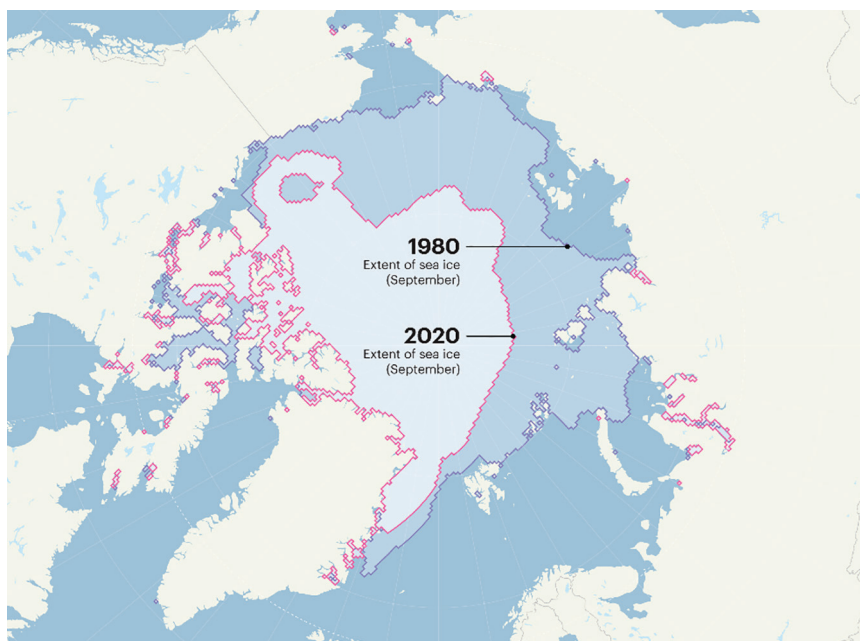 1980
Extent of sea ice
(September)
2020
Extent of sea ice
(September)